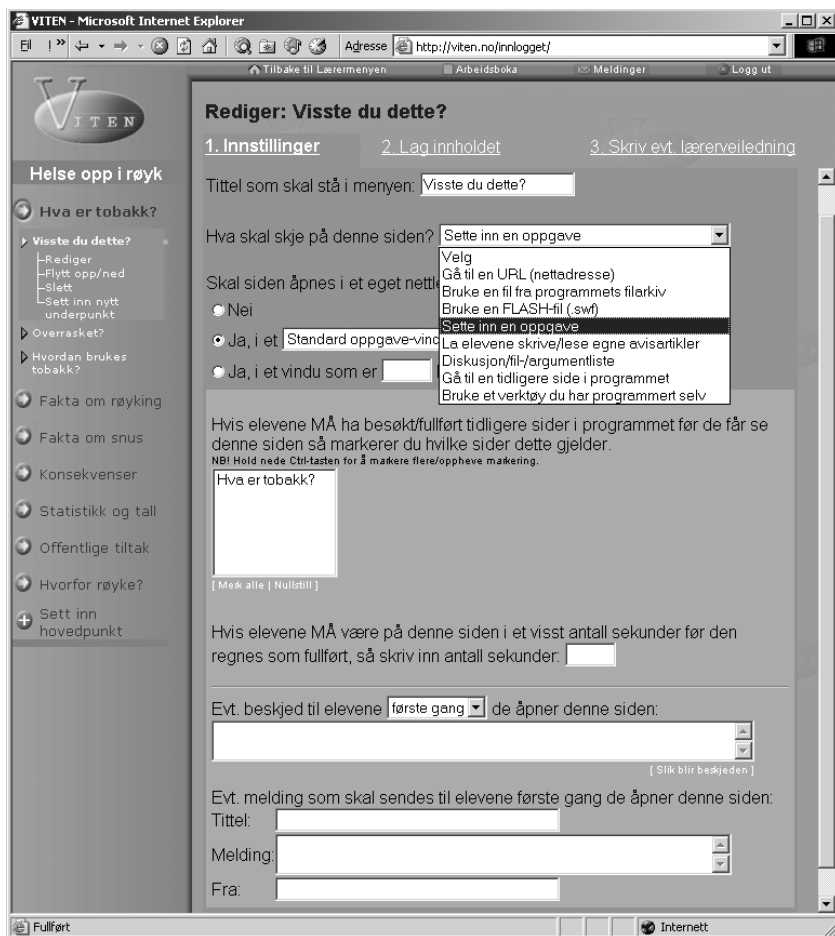 VITEN - Microsoft Internet Explorer
Adresse http://viten.no/innlogget/
Tilbake til Lærermenyen Arbeidsboka Meldinger Logg ut
VITEN
Rediger: Visste du dette?
1. Innstillinger 2. Lag innholdet 3. Skriv evt. lærerveiledning
Helse opp i røyk
Hva er tobakk?
Visste du dette?
Rediger
Flytt opp/ned
Slett
Sett inn nytt
underpunkt
Overrasket?
Hvordan brukes
tobakk?
Fakta om røyking
Fakta om snus
Konsekvenser
Statistikk og tall
Offentlige tiltak
Hvorfor røyke?
Sett inn
hovedpunkt
Tittel som skal stå i menyen: Visste du dette?
Hva skal skje på denne siden? Sette inn en oppgave
Velg
Gå til en URL (nettadresse)
Bruke en fil fra programmets filarkiv
Bruke en FLASH-fil (.swf)
Sette inn en oppgave
La elevene skrive/lese egne avisartikler
Diskusjon/fil-/argumentliste
Gå til en tidligere side i programmet
Bruke et verktøy du har programmert selv
Skal siden åpnes i et eget nettle
Nei
Ja, i et Standard oppgave-vind
Ja, i et vindu som er
Hvis elevene MÅ ha besøkt/fullført tidligere sider i programmet før de får se
denne siden så markerer du hvilke sider dette gjelder.
NB! Hold nede Ctrl-tasten for å markere flere/oppheve markering.
Hva er tobakk?
[ Merk alle | Nullstill ]
Hvis elevene MÅ være på denne siden i et visst antall sekunder før den
regnes som fullført, så skriv inn antall sekunder:
Evt. beskjed til elevene første gang de åpner denne siden:
[ Slik blir beskjeden ]
Evt. melding som skal sendes til elevene første gang de åpner denne siden:
Tittel:
Melding:
Fra:
Fullført Internett